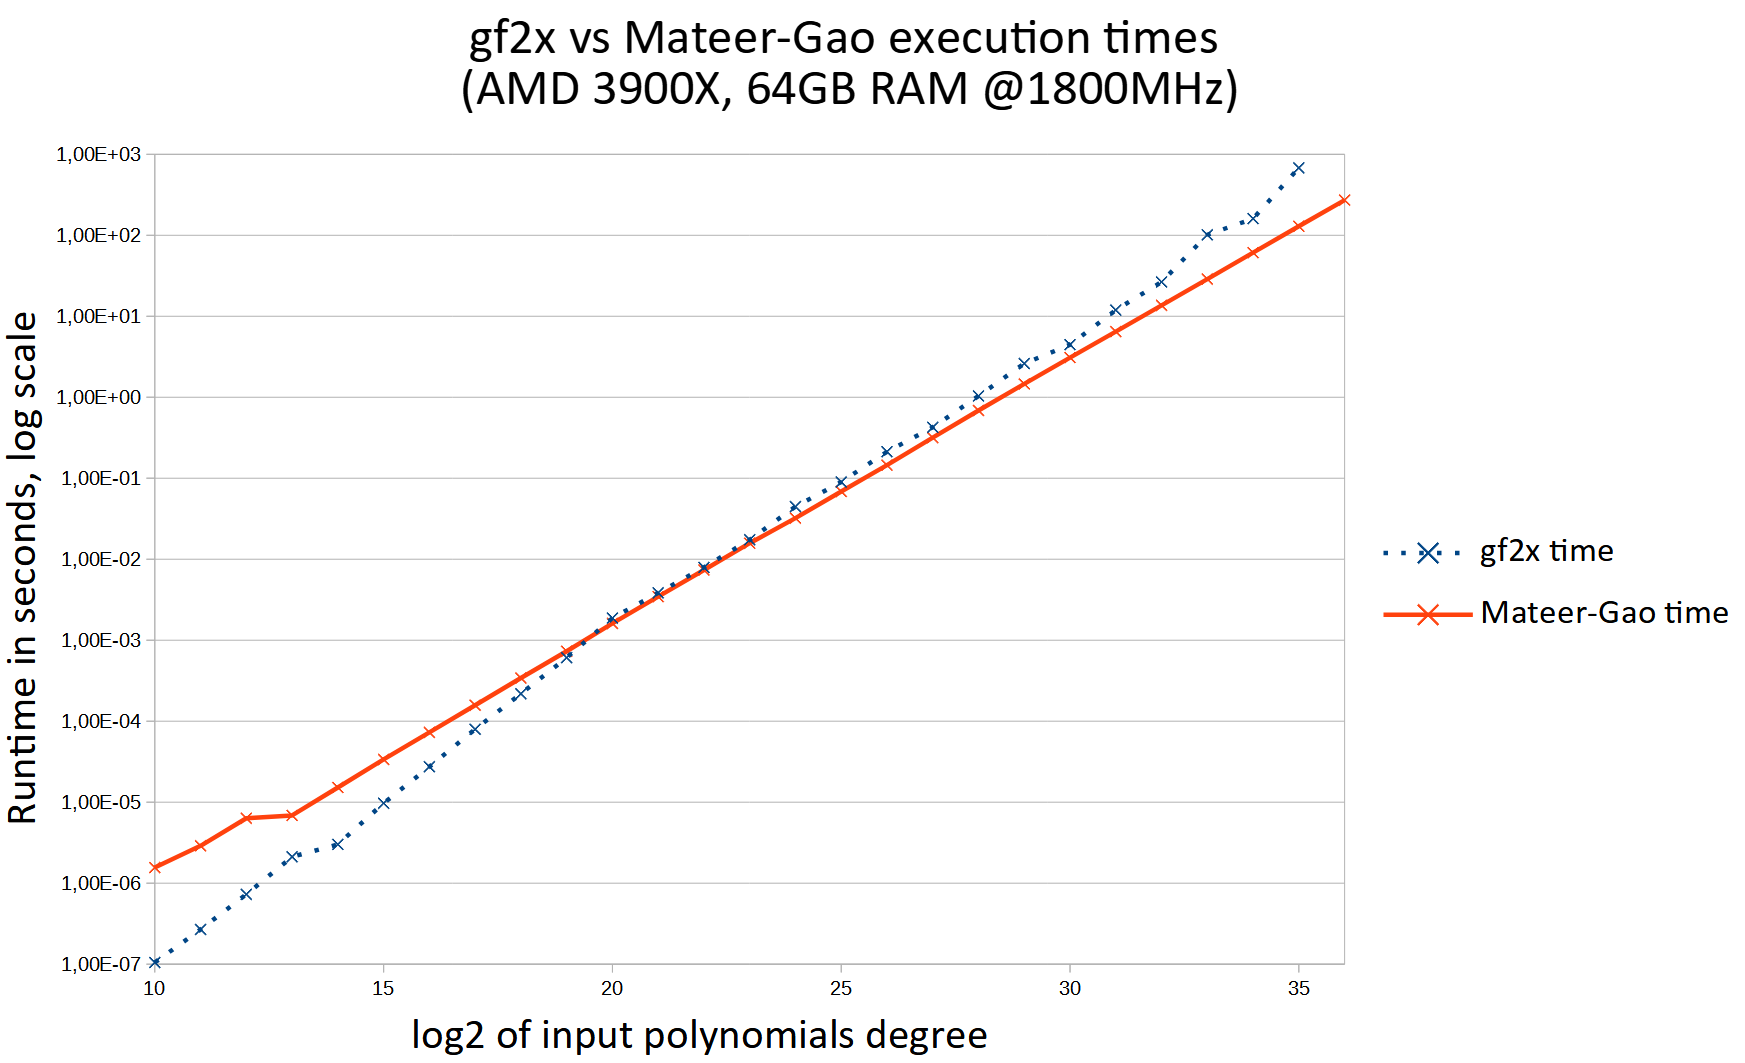 gf2x vs Mateer-Gao execution times
(AMD 3900X, 64GB RAM @1800MHz)
Runtime in seconds, log scale
1,00E+03
1,00E+02
1,00E+01
1,00E+00
1,00E-01
1,00E-02
1,00E-03
1,00E-04
1,00E-05
1,00E-06
1,00E-07
10
15
20
25
30
35
log2 of input polynomials degree
gf2x time
Mateer-Gao time